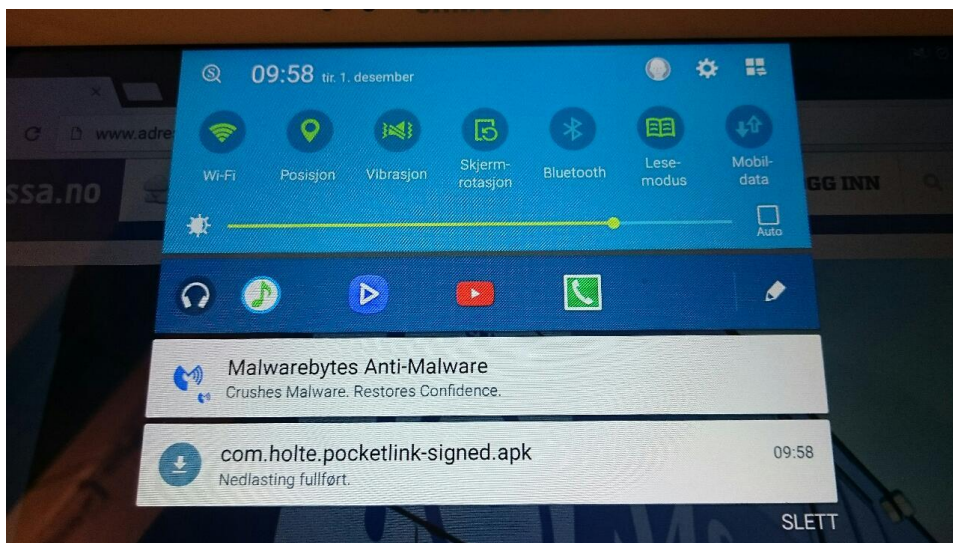 09:58 tir. 1. desember
www.adre
Wi-Fi
Posisjon
Vibrasjon
Skjerm-
rotasjon
Bluetooth
Lese-
modus
Mobil-
data
ssa.no
GG INN
Auto
Malwarebytes Anti-Malware
Crushes Malware. Restores Confidence.
com.holte.pocketlink-signed.apk
09:58
Nedlasting fullført.
SLETT